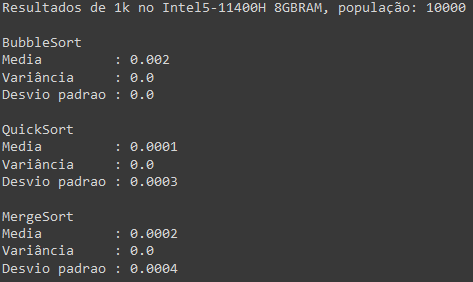 Resultados de 1k no Intel5-11400H 8GBRAM, população: 10000
BubbleSort
Media : 0.002
Variância : 0.0
Desvio padrao : 0.0
QuickSort
Media : 0.0001
Variância : 0.0
Desvio padrao : 0.0003
MergeSort
Media : 0.0002
Variância : 0.0
Desvio padrao : 0.0004